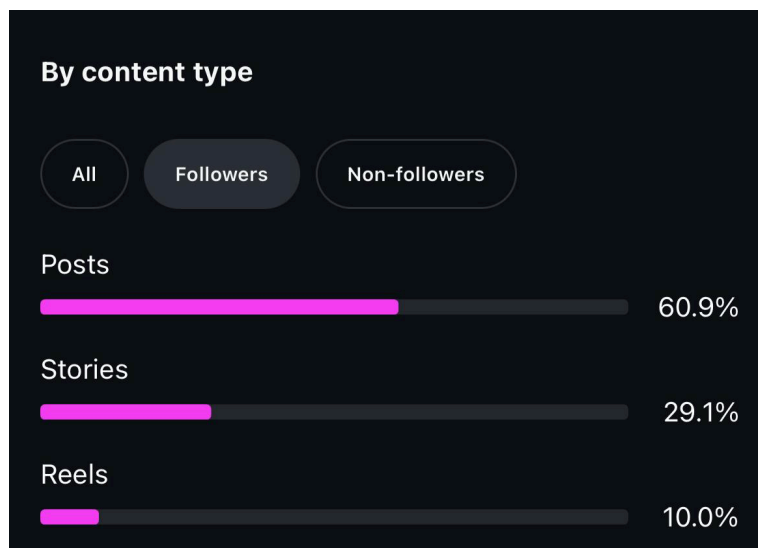 By content type
All Followers Non-followers
Posts
60.9%
Stories
29.1%
Reels
10.0%